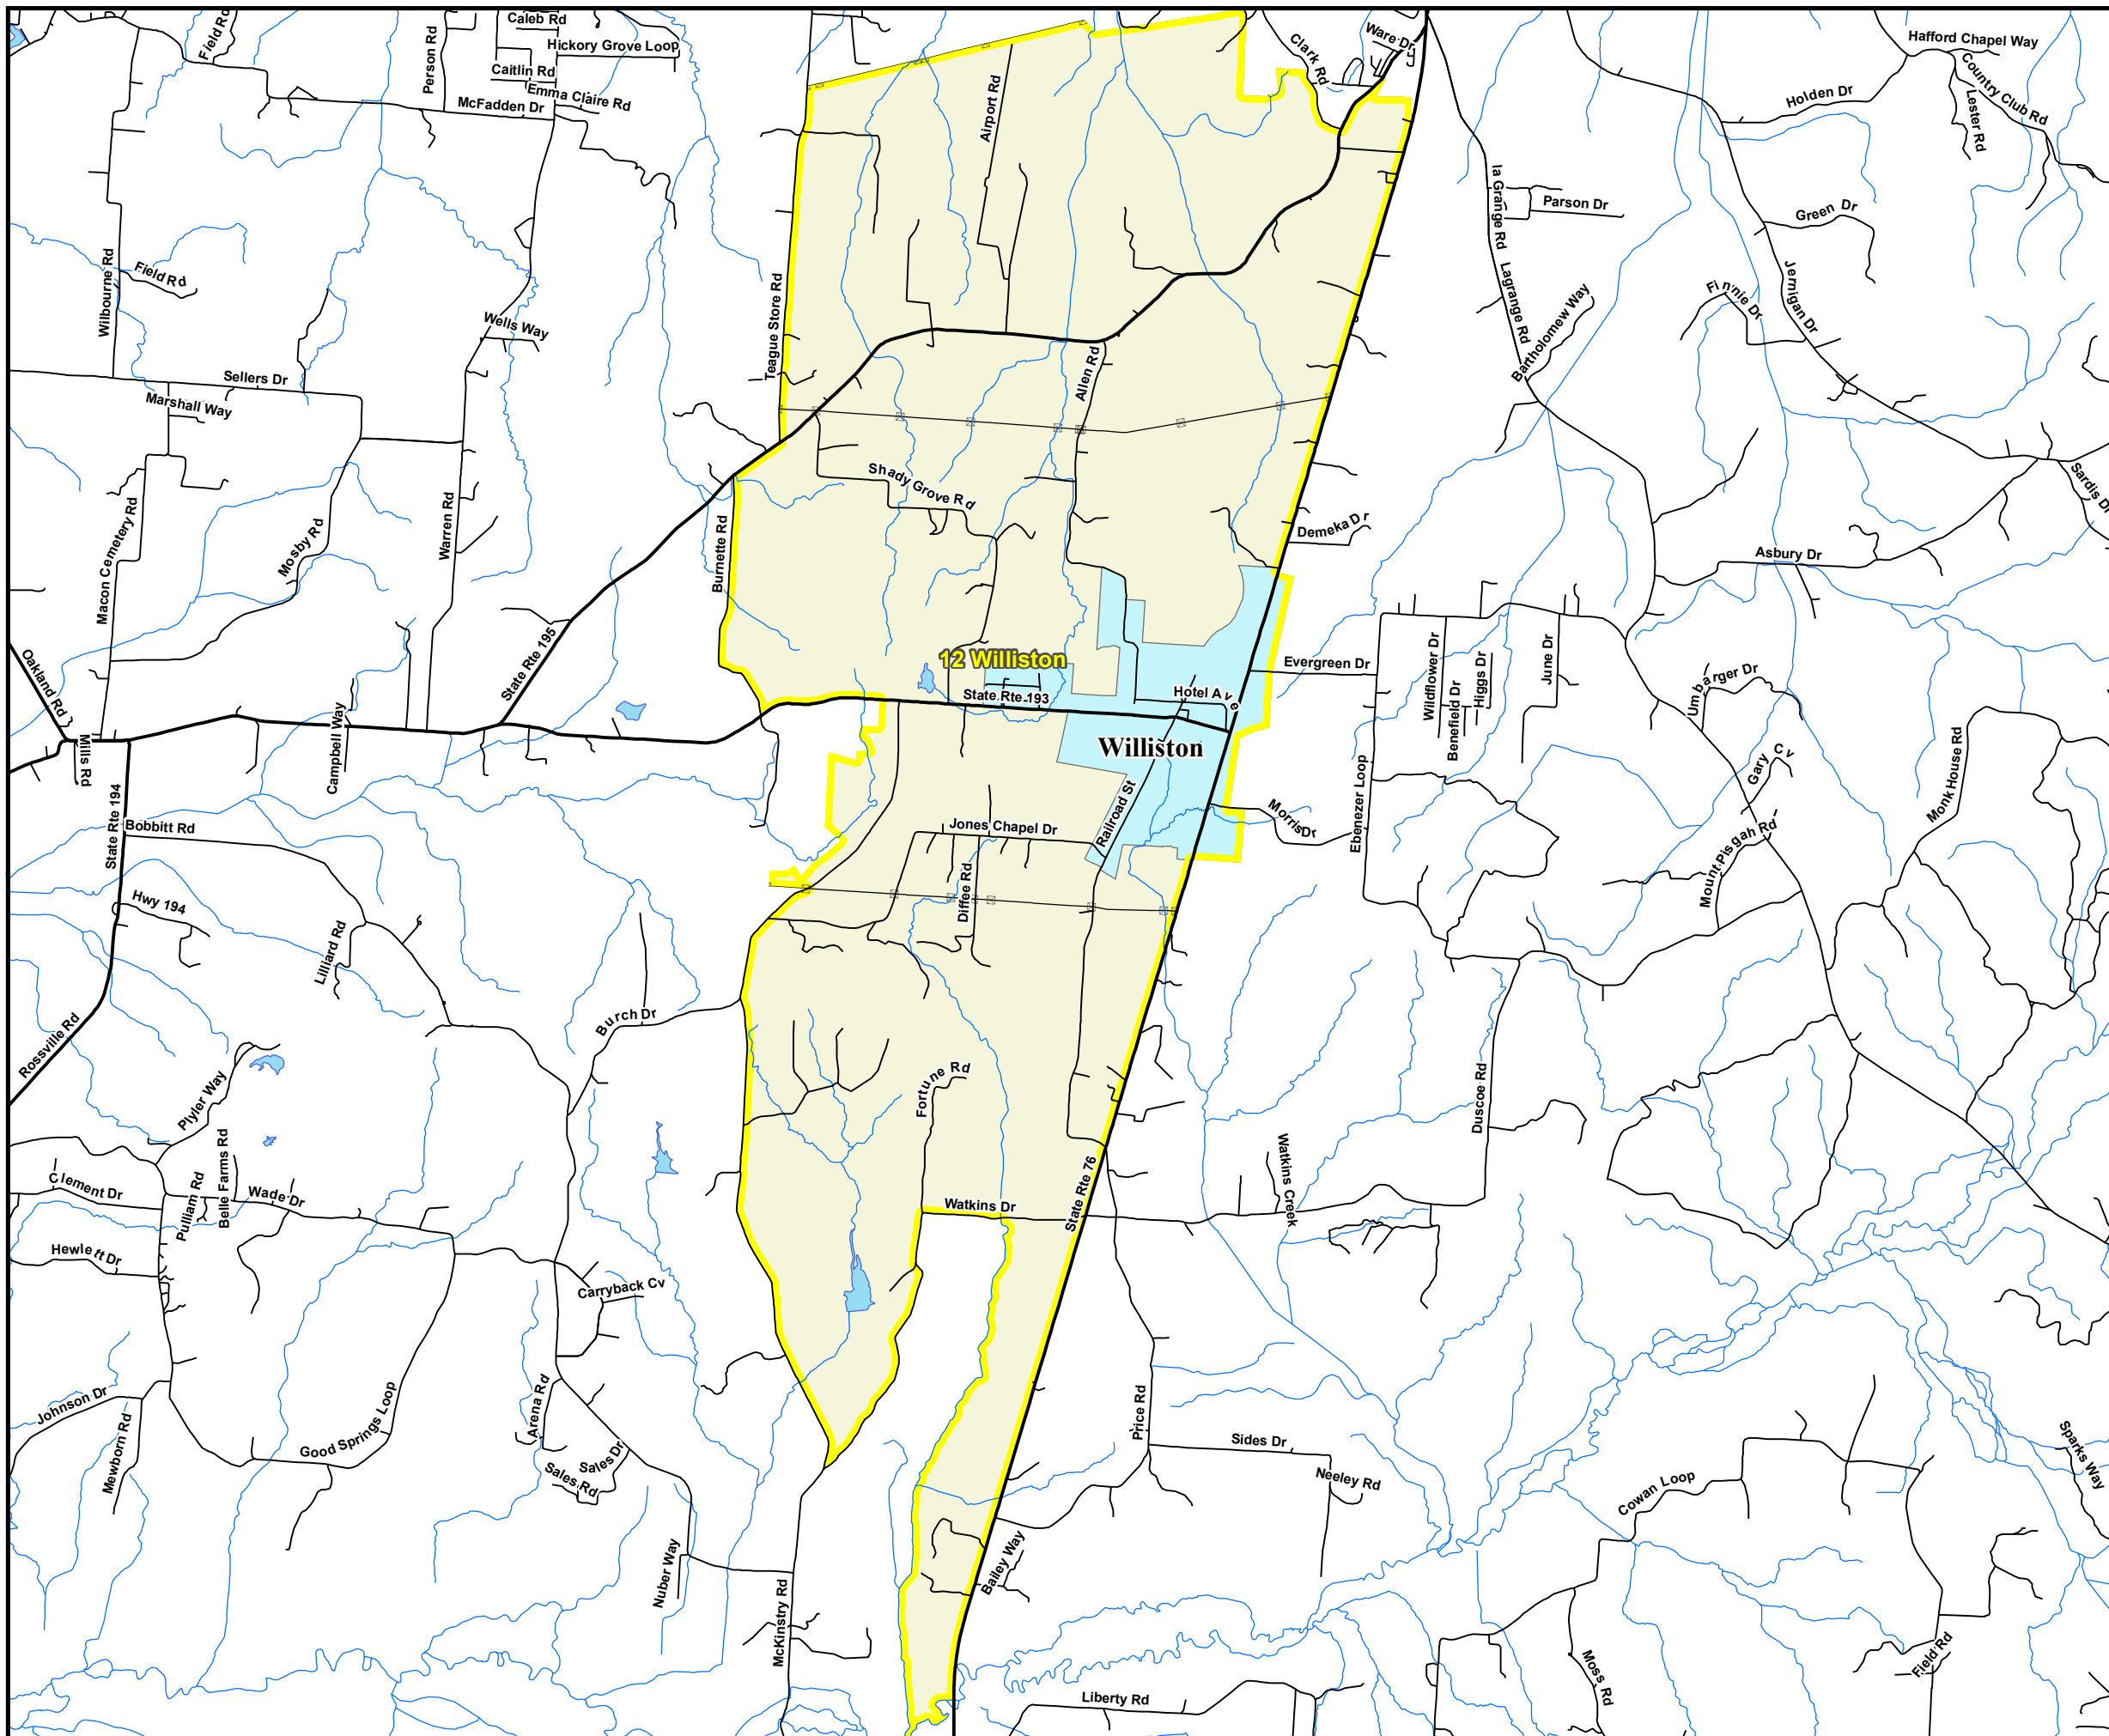 Field Rd
Person Rd
Caleb Rd
Hickory Grove Loop
Caitlin Rd
Emma Claire Rd
McFadden Dr
Airport Rd
Clark Rd
Ware Dr
Hafford Chapel Way
Country Club Rd
Lester Rd
Holden Dr
la Grange Rd
Parson Dr
Green Dr
Wilbourne Rd
Field Rd
Teague Store Rd
Lagrange Rd
Bartholomew Way
Finnie Dr
Jernigan Dr
Wells Way
Sellers Dr
Marshall Way
Allen Rd
Shady Grove Rd
Macon Cemetery Rd
Mosby Rd
Warren Rd
Burnette Rd
Demeka Dr
Sardis Dr
Asbury Dr
Oakland Rd
State Rte 195
12 Williston
State Rte 193
Hotel Ave
Evergreen Dr
Wildflower Dr
Benefield Dr
Higgs Dr
June Dr
Umbarger Dr
Mills Rd
Campbell Way
Williston
Gary Cv
Monk House Rd
State Rte 194
Bobbitt Rd
Jones Chapel Dr
Railroad St
Morris Dr
Ebenezer Loop
Mount Pisgah Rd
Hwy 194
Lilliard Rd
Diffee Rd
Rossville Rd
Burch Dr
Plyler Way
Fortune Rd
Duscoe Rd
Clement Dr
Pulliam Rd
Belle Farms Rd
Wade Dr
Watkins Dr
State Rte 76
Watkins Creek
Hewlett Dr
Carryback Cv
Johnson Dr
Mewborn Rd
Good Springs Loop
Arena Rd
Sales Dr
Sales Rd
Price Rd
Sides Dr
Neeley Rd
Cowan Loop
Sparks Way
Nuber Way
McKinstry Rd
Bailey Way
Liberty Rd
Moss Rd
Field Rd